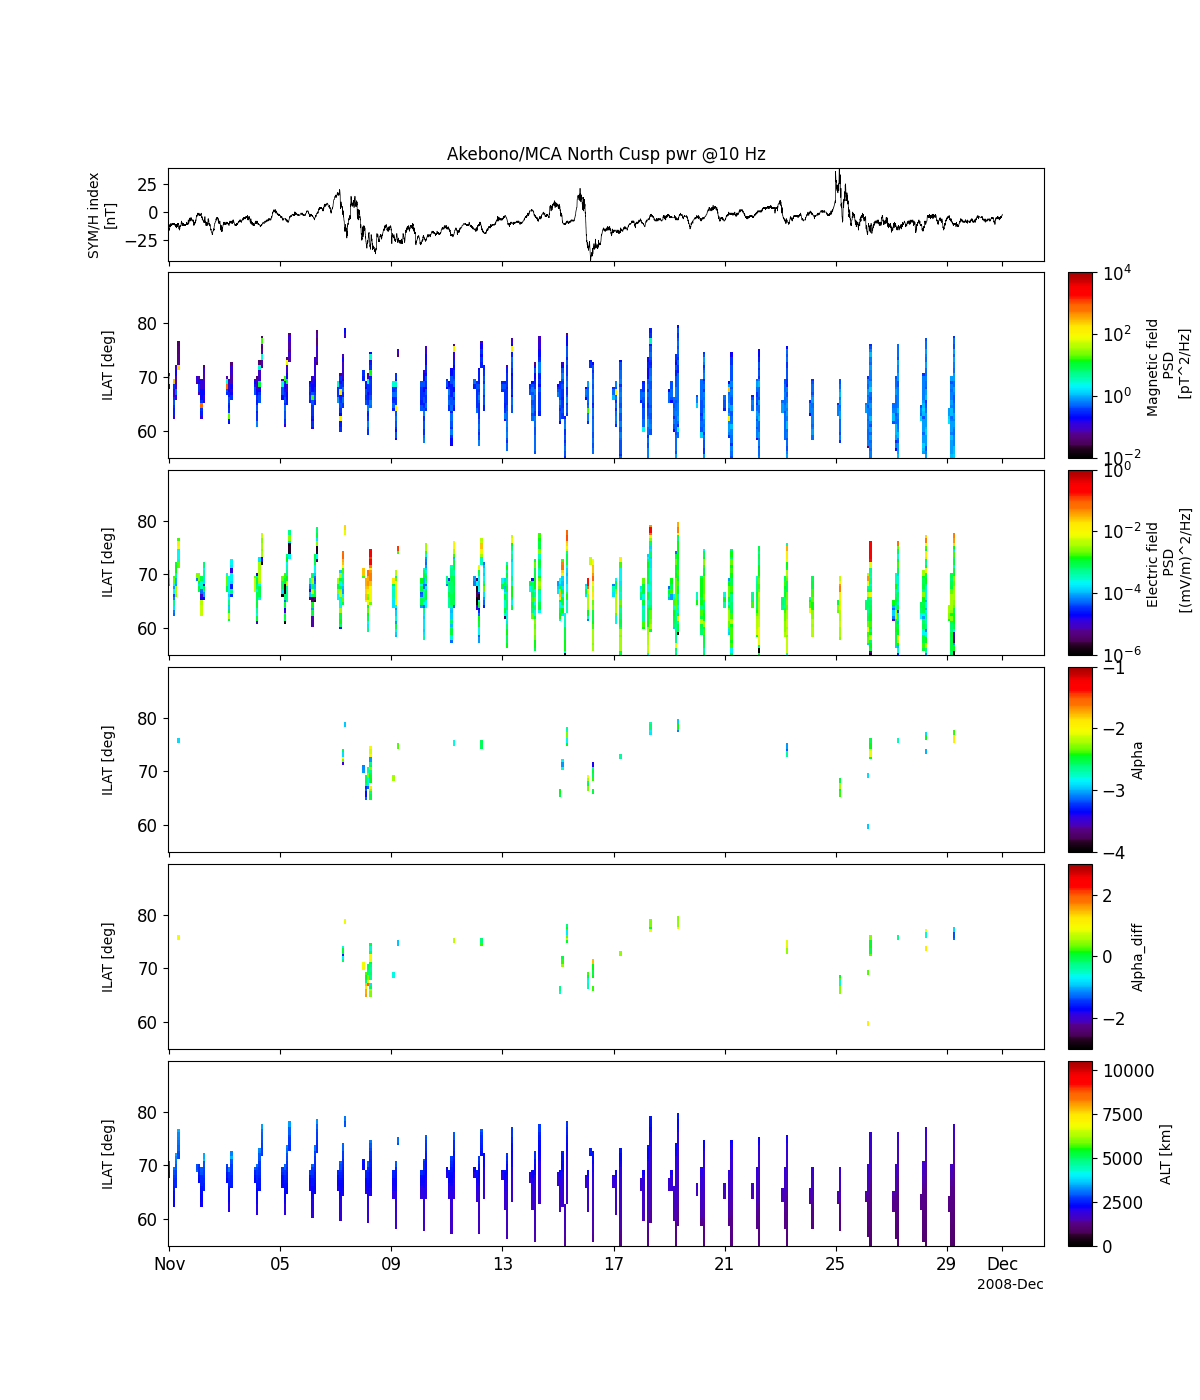 Akebono/MCA North Cusp pwr @10 Hz
SYM/H index
[nT]
25
0
−25
ILAT [deg]
80
70
60
10^4
10^2
10^0
10^−2
Magnetic field
PSD
[pT^2/Hz]
ILAT [deg]
80
70
60
10^0
10^−2
10^−4
10^−6
Electric field
PSD
[(mV/m)^2/Hz]
ILAT [deg]
80
70
60
−1
−2
−3
−4
Alpha
ILAT [deg]
80
70
60
2
0
−2
Alpha_diff
ILAT [deg]
80
70
60
10000
7500
5000
2500
0
ALT [km]
Nov 05 09 13 17 21 25 29 Dec
2008-Dec